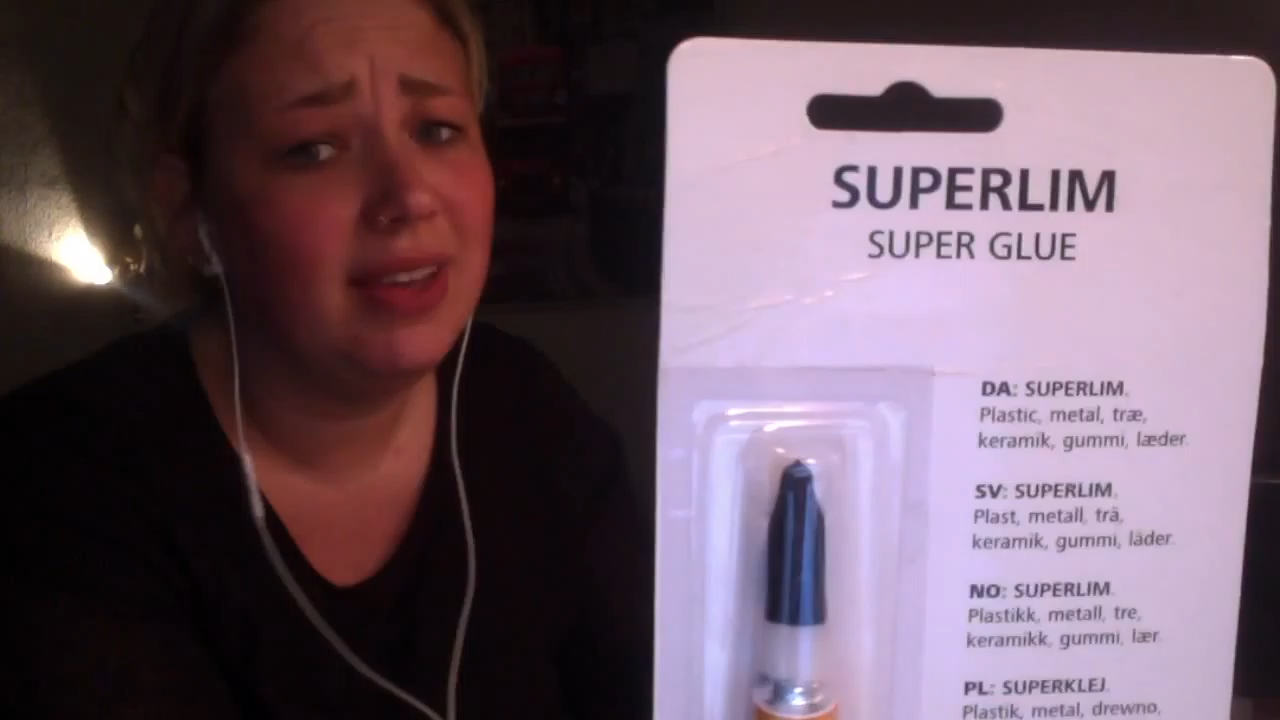 SUPERLIM
SUPER GLUE
DA: SUPERLIM.
Plastic, metal, træ,
keramik, gummi, læder.
SV: SUPERLIM.
Plast, metall, trä,
keramik, gummi, läder.
NO: SUPERLIM.
Plastikk, metall, tre,
keramikk, gummi, lær.
PL: SUPERKLEJ.
Plastik, metal, drewno,